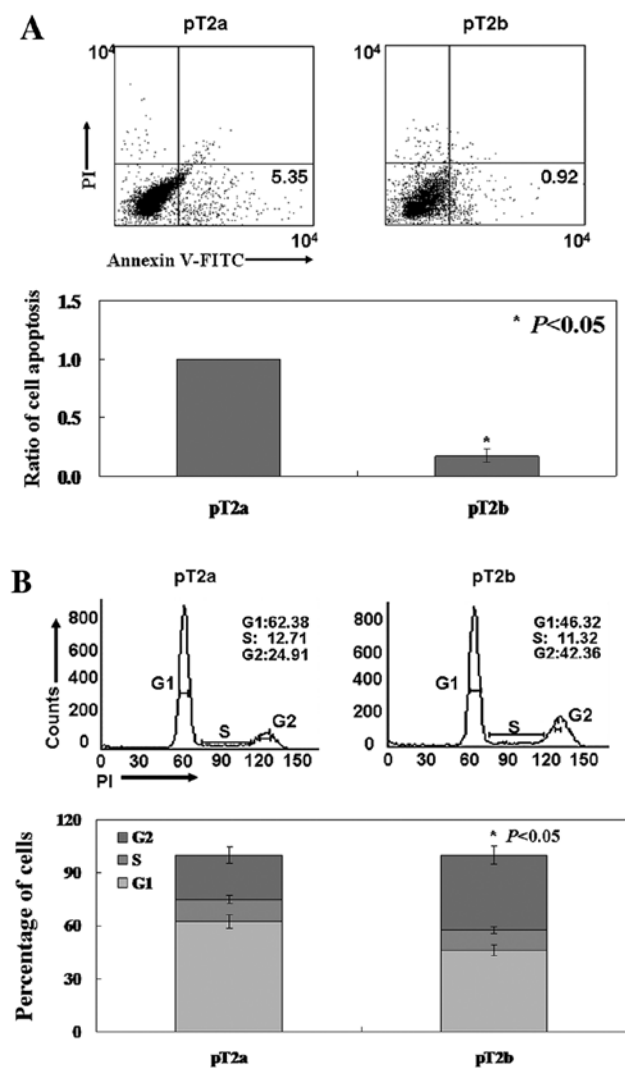 A
pT2a
pT2b
10⁴
10⁴
PI
5.35
0.92
10⁴
10⁴
Annexin V-FITC
Ratio of cell apoptosis
1.5
1.0
0.5
0.0
* P<0.05
*
pT2a
pT2b
B
pT2a
pT2b
Counts
800
600
400
200
0
G1:62.38
S: 12.71
G2:24.91
G1
S
G2
0 30 60 90 120 150
PI
800
600
400
200
0
G1:46.32
S: 11.32
G2:42.36
G1
S
G2
0 30 60 90 120 150
Percentage of cells
120
90
60
30
0
G2
S
G1
* P<0.05
pT2a
pT2b